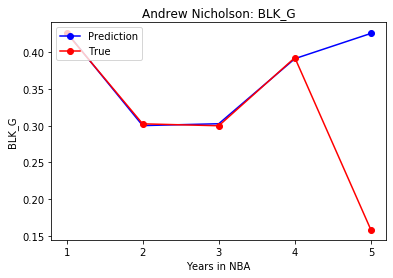 Andrew Nicholson: BLK_G
Prediction
True
0.40
0.35
0.30
0.25
0.20
0.15
BLK_G
1 2 3 4 5
Years in NBA